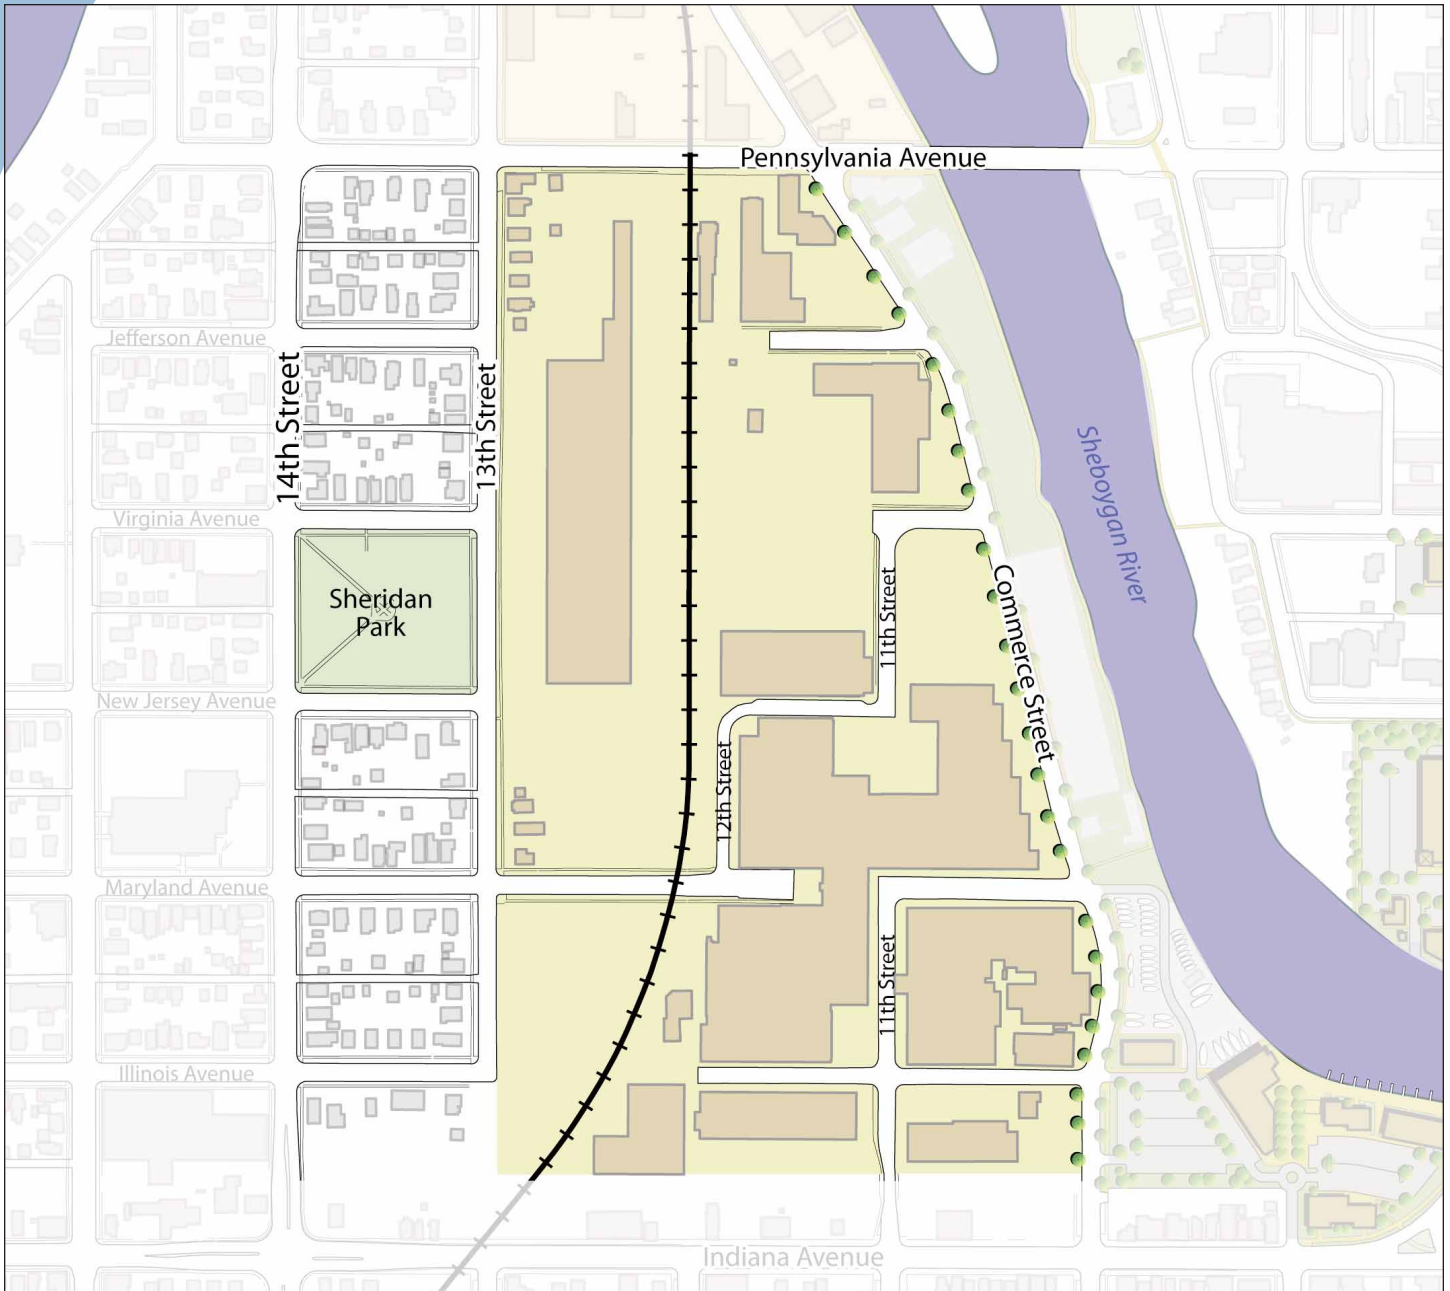 Pennsylvania Avenue
Jefferson Avenue
14th Street
13th Street
Sheboygan River
Virginia Avenue
11th Street
Commerce Street
Sheridan
Park
New Jersey Avenue
12th Street
Maryland Avenue
11th Street
Illinois Avenue
Indiana Avenue